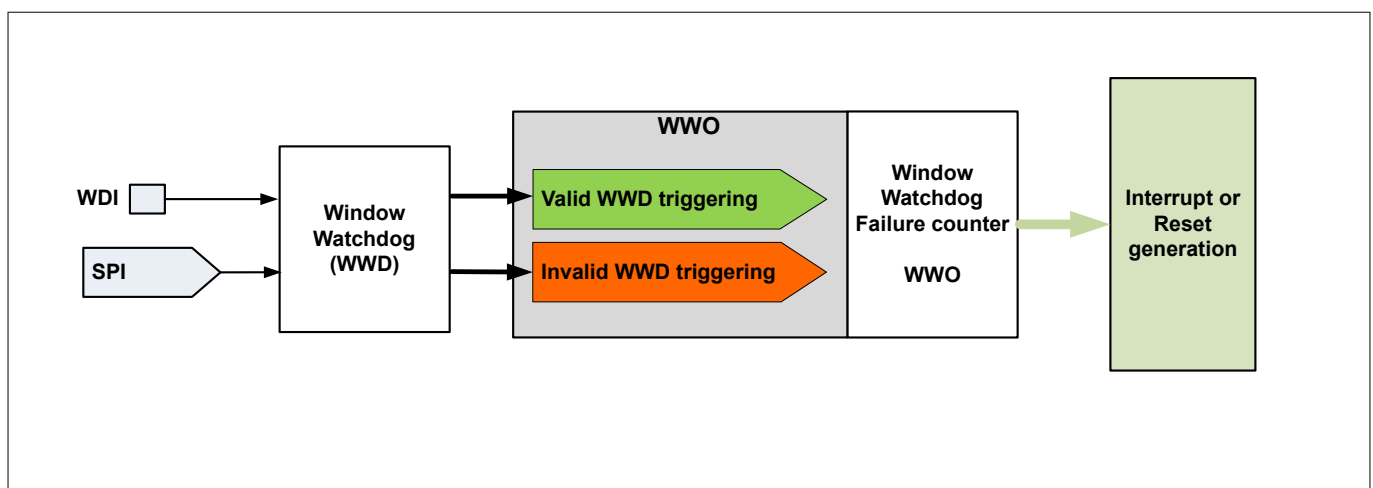 WDI
SPI
Window
Watchdog
(WWD)
WWO
Valid WWD triggering
Invalid WWD triggering
Window
Watchdog
Failure counter
WWO
Interrupt or
Reset
generation